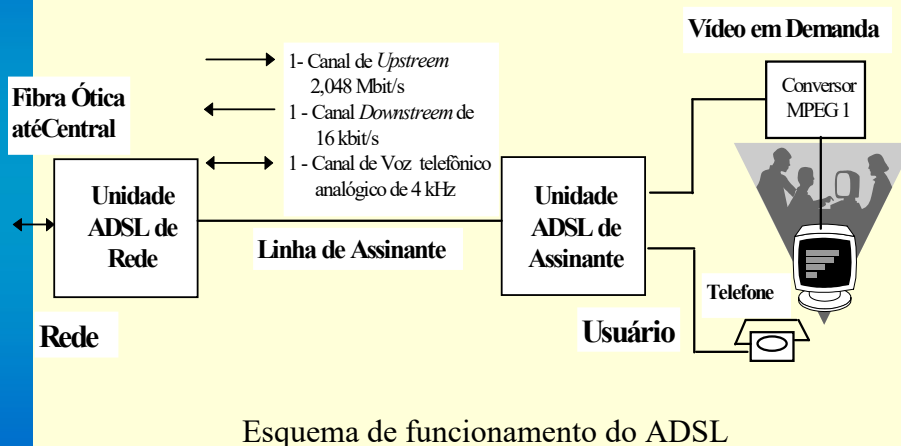 Vídeo em Demanda
1- Canal de Upstreem
2,048 Mbit/s
1 - Canal Downstreem de
16 kbit/s
1 - Canal de Voz telefônico
analógico de 4 kHz
Fibra Ótica
atéCentral
Conversor
MPEG 1
Unidade
ADSL de
Rede
Linha de Assinante
Unidade
ADSL de
Assinante
Telefone
Rede
Usuário
Esquema de funcionamento do ADSL